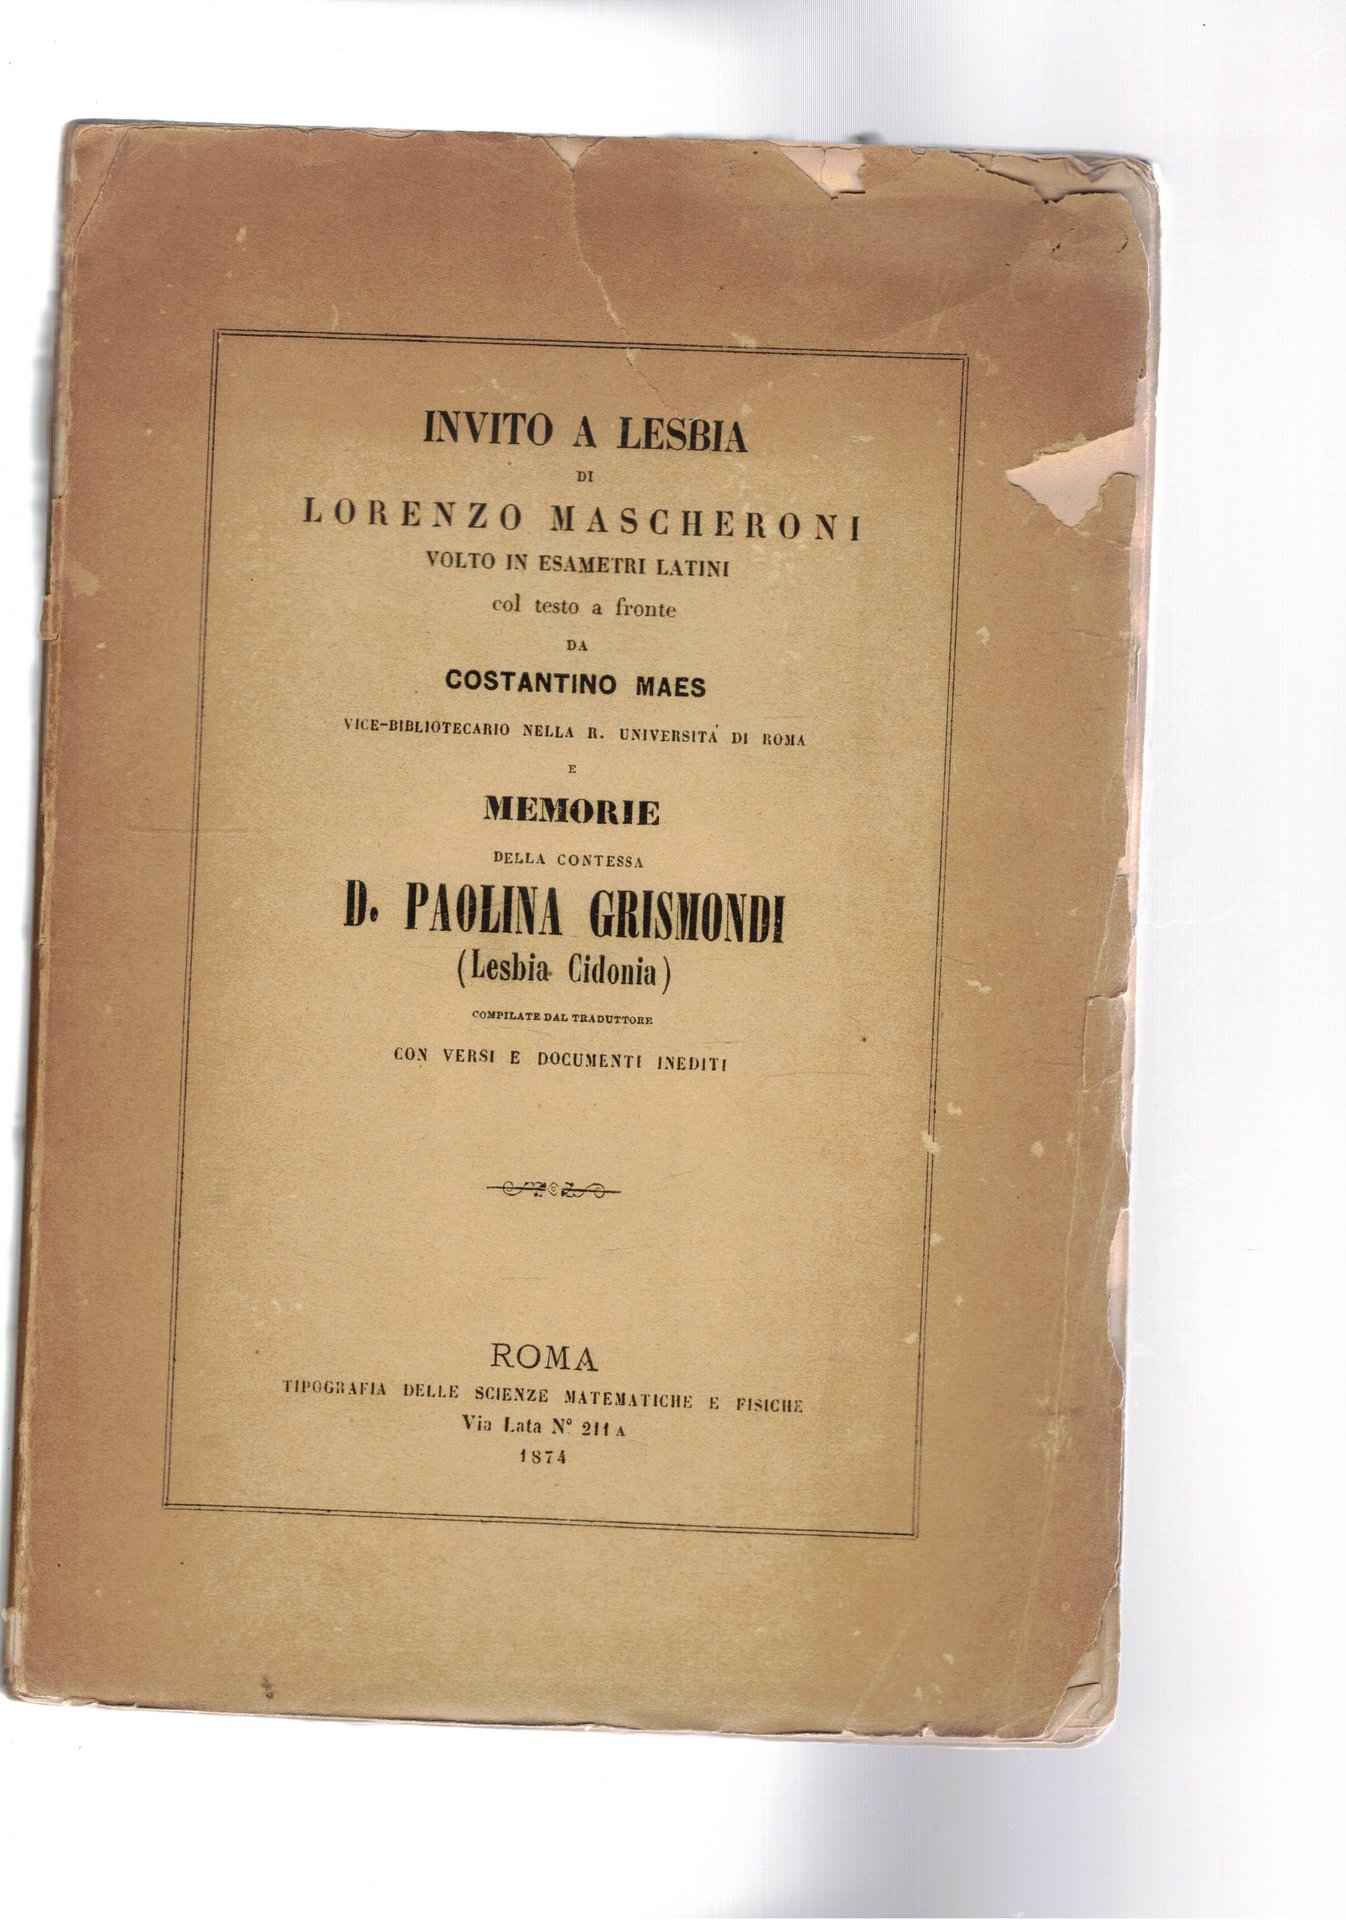 INVITO A LESBIA
DI
LORENZO MASCHERONI
VOLTO IN ESAMETRI LATINI
col testo a fronte
DA
COSTANTINO MAES
VICE-BIBLIOTECARIO NELLA R. UNIVERSITA' DI ROMA
E
MEMORIE
DELLA CONTESSA
D. PAOLINA GRISMONDI
(Lesbia Cidonia)
COMPILATE DAL TRADUTTORE
CON VERSI E DOCUMENTI INEDITI
ROMA
TIPOGRAFIA DELLE SCIENZE MATEMATICHE E FISICHE
Via Lata N° 211 A
1874